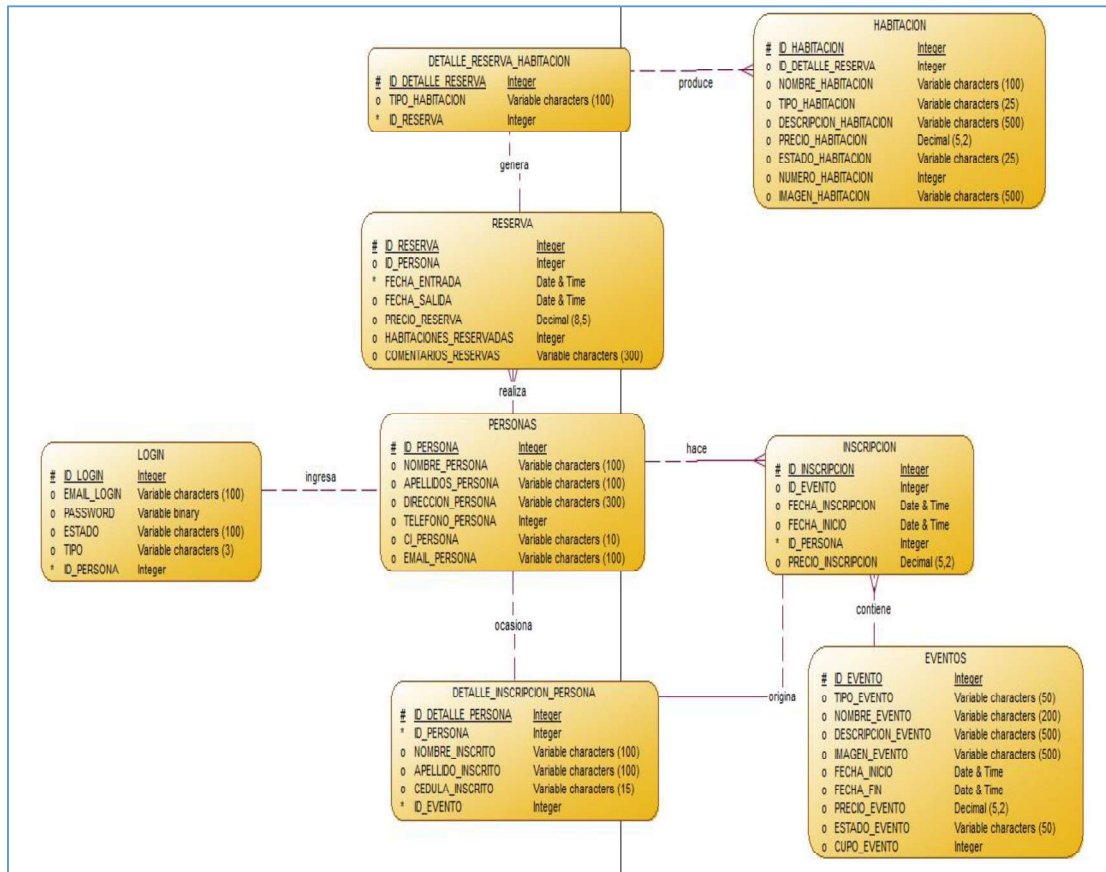 HABITACION
# ID_HABITACION Integer
o ID_DETALLE_RESERVA Integer
o NOMBRE_HABITACION Variable characters (100)
o TIPO_HABITACION Variable characters (25)
o DESCRIPCION_HABITACION Variable characters (500)
o PRECIO_HABITACION Decimal (5,2)
o ESTADO_HABITACION Variable characters (25)
o NUMERO_HABITACION Integer
o IMAGEN_HABITACION Variable characters (500)
DETALLE_RESERVA_HABITACION
# ID_DETALLE_RESERVA Integer
o TIPO_HABITACION Variable characters (100)
* ID_RESERVA Integer
produce
genera
RESERVA
# ID_RESERVA Integer
o ID_PERSONA Integer
* FECHA_ENTRADA Date & Time
o FECHA_SALIDA Date & Time
o PRECIO_RESERVA Decimal (8,5)
o HABITACIONES_RESERVADAS Integer
o COMENTARIOS_RESERVAS Variable characters (300)
realiza
PERSONAS
# ID_PERSONA Integer
o NOMBRE_PERSONA Variable characters (100)
o APELLIDOS_PERSONA Variable characters (100)
o DIRECCION_PERSONA Variable characters (300)
o TELEFONO_PERSONA Integer
o CI_PERSONA Variable characters (10)
o EMAIL_PERSONA Variable characters (100)
hace
ingresa
LOGIN
# ID_LOGIN Integer
o EMAIL_LOGIN Variable characters (100)
o PASSWORD Variable binary
o ESTADO Variable characters (100)
o TIPO Variable characters (3)
* ID_PERSONA Integer
INSCRIPCION
# ID_INSCRIPCION Integer
o ID_EVENTO Integer
o FECHA_INSCRIPCION Date & Time
o FECHA_INICIO Date & Time
* ID_PERSONA Integer
o PRECIO_INSCRIPCION Decimal (5,2)
ocasiona
contiene
origina
DETALLE_INSCRIPCION_PERSONA
# ID_DETALLE_PERSONA Integer
* ID_PERSONA Integer
o NOMBRE_INSCRITO Variable characters (100)
o APELLIDO_INSCRITO Variable characters (100)
o CEDULA_INSCRITO Variable characters (15)
* ID_EVENTO Integer
EVENTOS
# ID_EVENTO Integer
o TIPO_EVENTO Variable characters (50)
o NOMBRE_EVENTO Variable characters (200)
o DESCRIPCION_EVENTO Variable characters (500)
o IMAGEN_EVENTO Variable characters (500)
o FECHA_INICIO Date & Time
o FECHA_FIN Date & Time
o PRECIO_EVENTO Decimal (5,2)
o ESTADO_EVENTO Variable characters (50)
o CUPO_EVENTO Integer